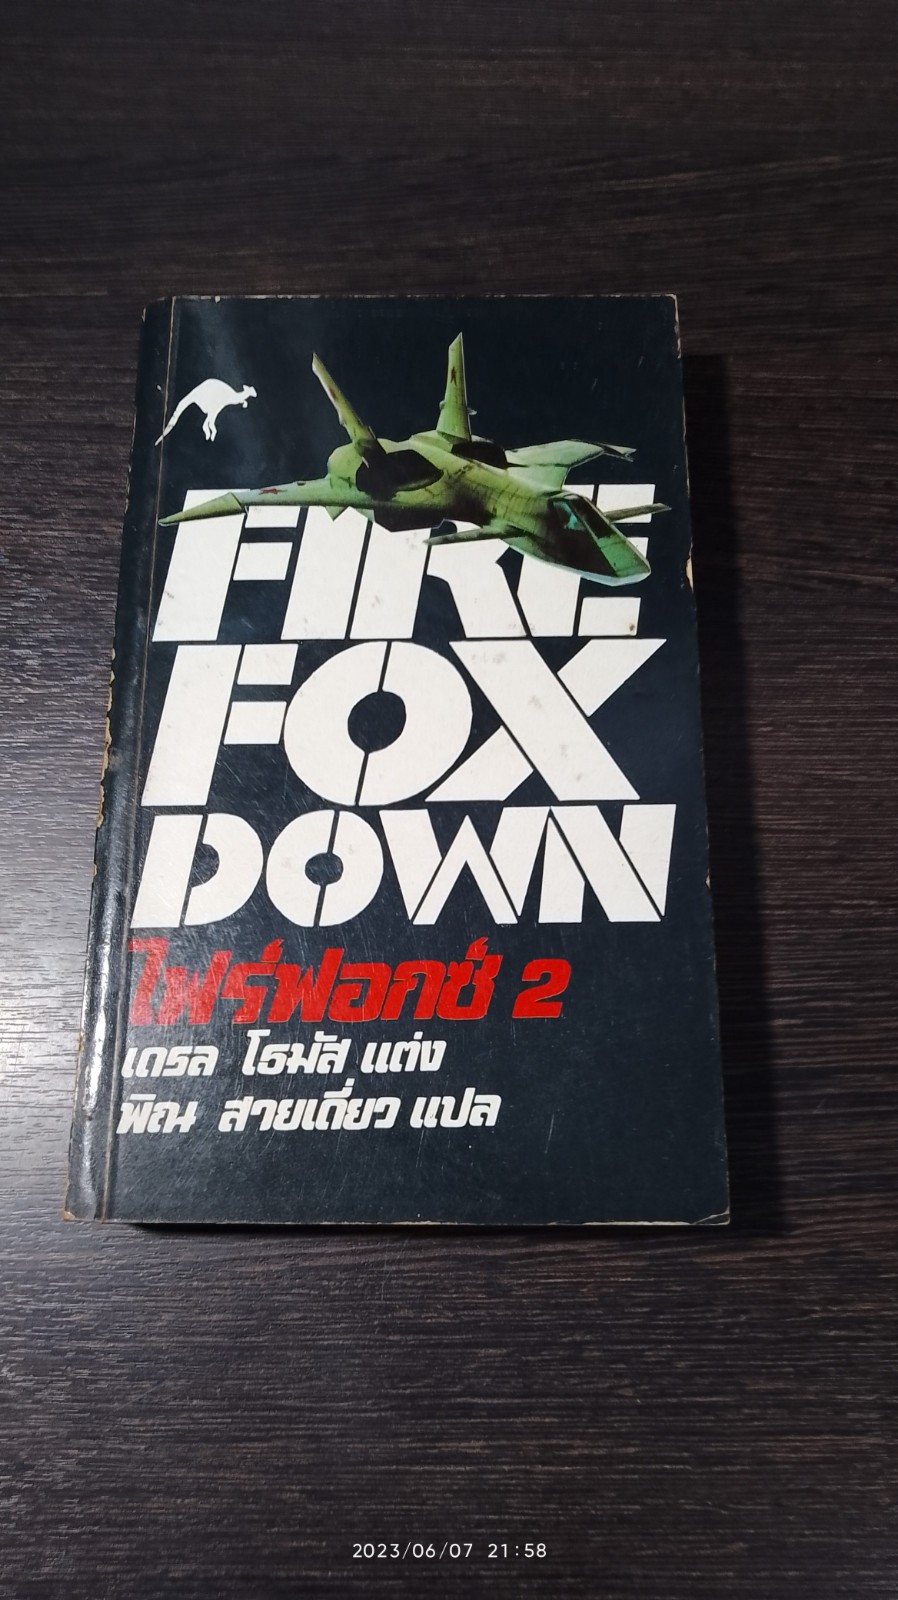 FIRE
FOX
DOWN
ไฟร์ฟอกซ์ 2
เดรล โธมัส แต่ง
พิณ สายเดี่ยว แปล
2023/06/07 21:58